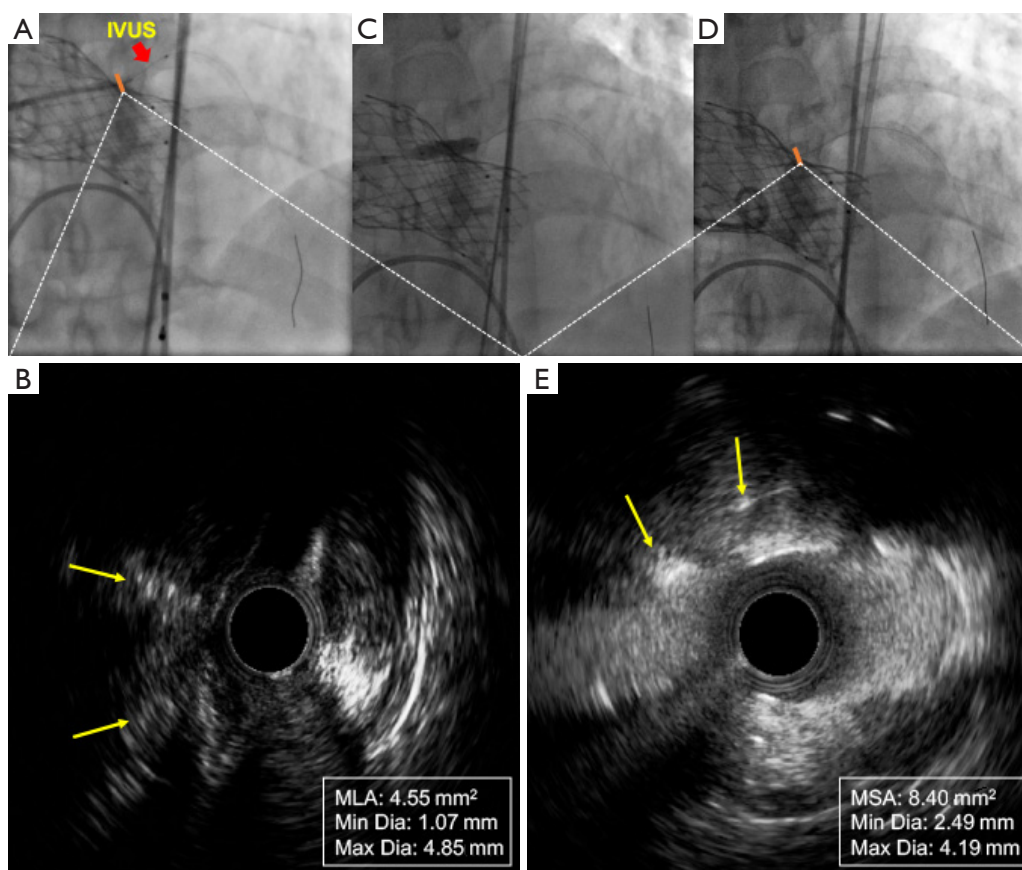 A
IVUS
C
D
B
MLA: 4.55 mm²
Min Dia: 1.07 mm
Max Dia: 4.85 mm
E
MSA: 8.40 mm²
Min Dia: 2.49 mm
Max Dia: 4.19 mm